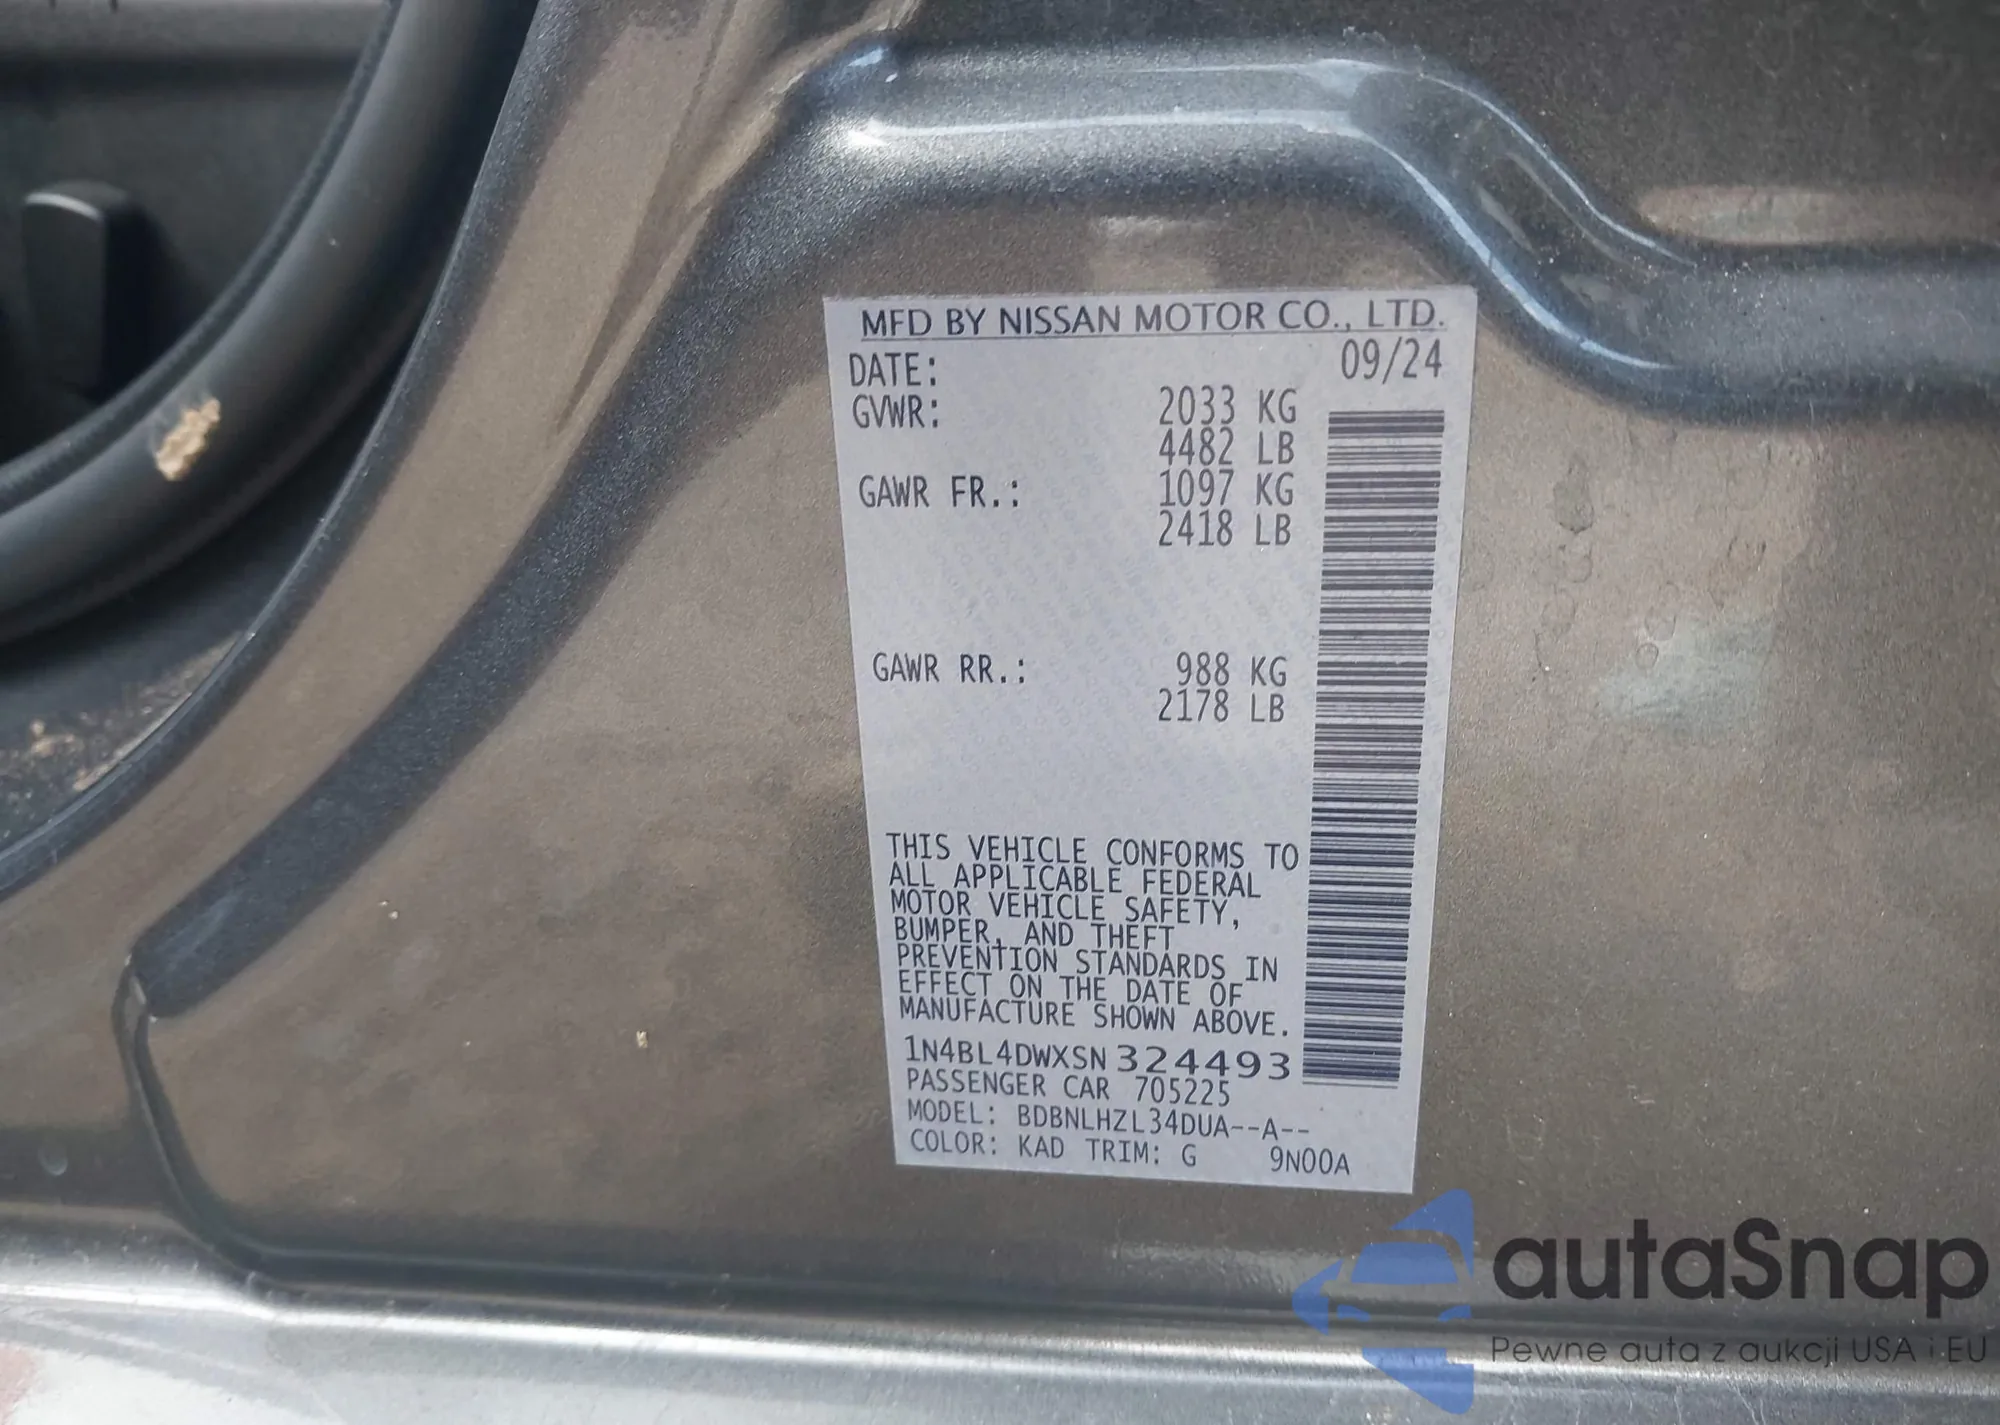 MFD BY NISSAN MOTOR CO., LTD.
DATE: 09/24
GVWR: 2033 KG
4482 LB
GAWR FR.: 1097 KG
2418 LB
GAWR RR.: 988 KG
2178 LB
THIS VEHICLE CONFORMS TO
ALL APPLICABLE FEDERAL
MOTOR VEHICLE SAFETY,
BUMPER, AND THEFT
PREVENTION STANDARDS IN
EFFECT ON THE DATE OF
MANUFACTURE SHOWN ABOVE.
1N4BL4DWXSN324493
PASSENGER CAR 705225
MODEL: BDBNLHZL34DUA--A--
COLOR: KAD TRIM: G 9N00A
autaSnap
Pewne auta z aukcji USA i EU